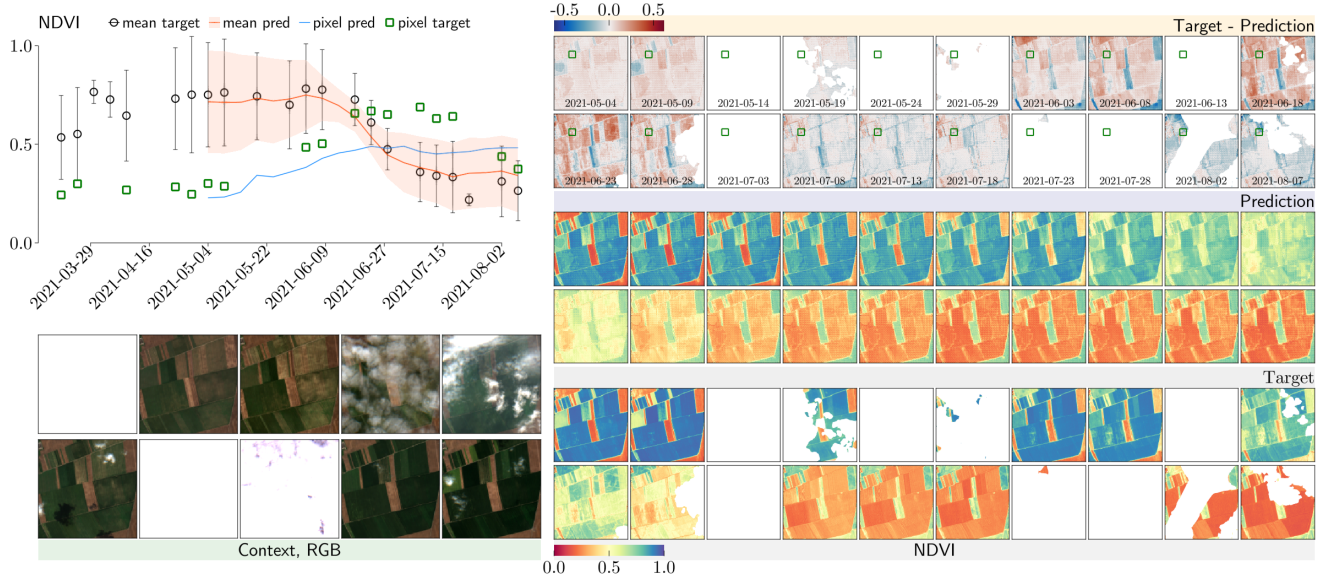 NDVI
mean target mean pred pixel pred pixel target
1.0
0.5
0.0
2021-03-29 2021-04-16 2021-05-04 2021-05-22 2021-06-09 2021-06-27 2021-07-15 2021-08-02
Context, RGB
-0.5 0.0 0.5
Target - Prediction
2021-05-04 2021-05-09 2021-05-14 2021-05-19 2021-05-24 2021-05-29 2021-06-03 2021-06-08 2021-06-13 2021-06-18
2021-06-23 2021-06-28 2021-07-03 2021-07-08 2021-07-13 2021-07-18 2021-07-23 2021-07-28 2021-08-02 2021-08-07
Prediction
Target
NDVI
0.0 0.5 1.0